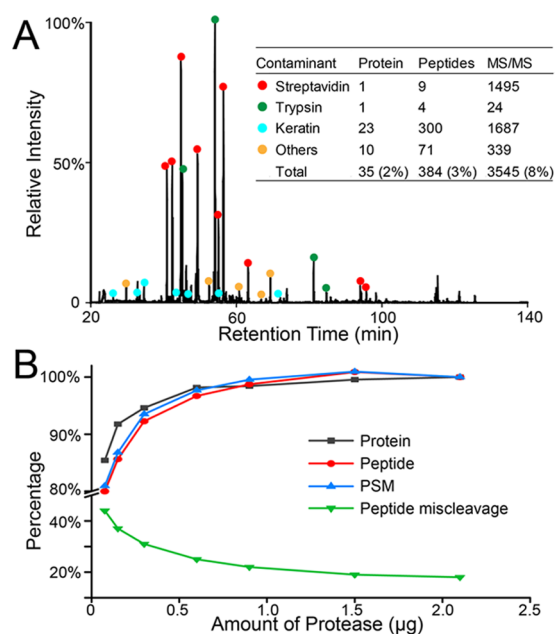 A
100%
50%
0%
Relative Intensity
20 60 100 140
Retention Time (min)
Contaminant Protein Peptides MS/MS
Streptavidin 1 9 1495
Trypsin 1 4 24
Keratin 23 300 1687
Others 10 71 339
Total 35 (2%) 384 (3%) 3545 (8%)
B
100%
90%
80%
40%
20%
Percentage
Protein
Peptide
PSM
Peptide miscleavage
0 0.5 1.0 1.5 2.0
Amount of Protease (µg)